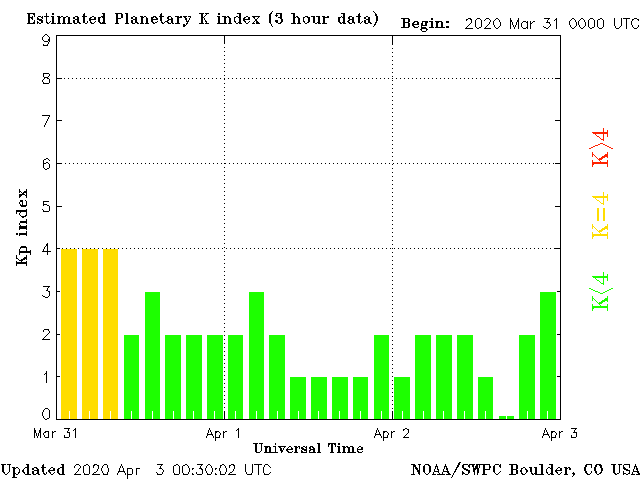 Estimated Planetary K index (3 hour data) Begin: 2020 Mar 31 0000 UTC
9
8
7
6
5
4
3
2
1
0
Kp index
K>4
K=4
K<4
Mar 31 Apr 1 Apr 2 Apr 3
Universal Time
Updated 2020 Apr 3 00:30:02 UTC NOAA/SWPC Boulder, CO USA